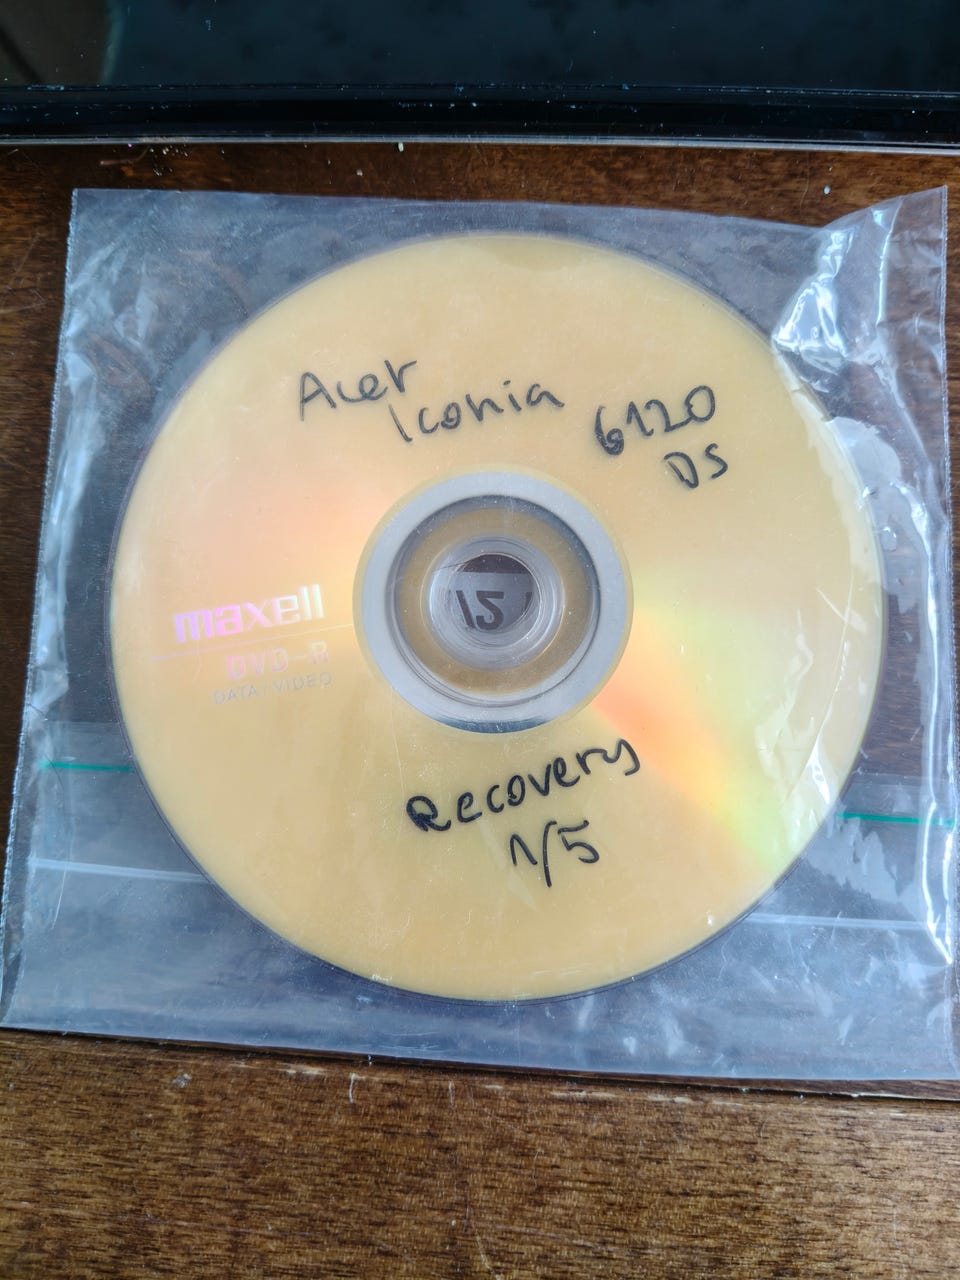 Acer
Iconia
6120
DS
maxell
DVD-R
DATA/VIDEO
Recovery
1/5